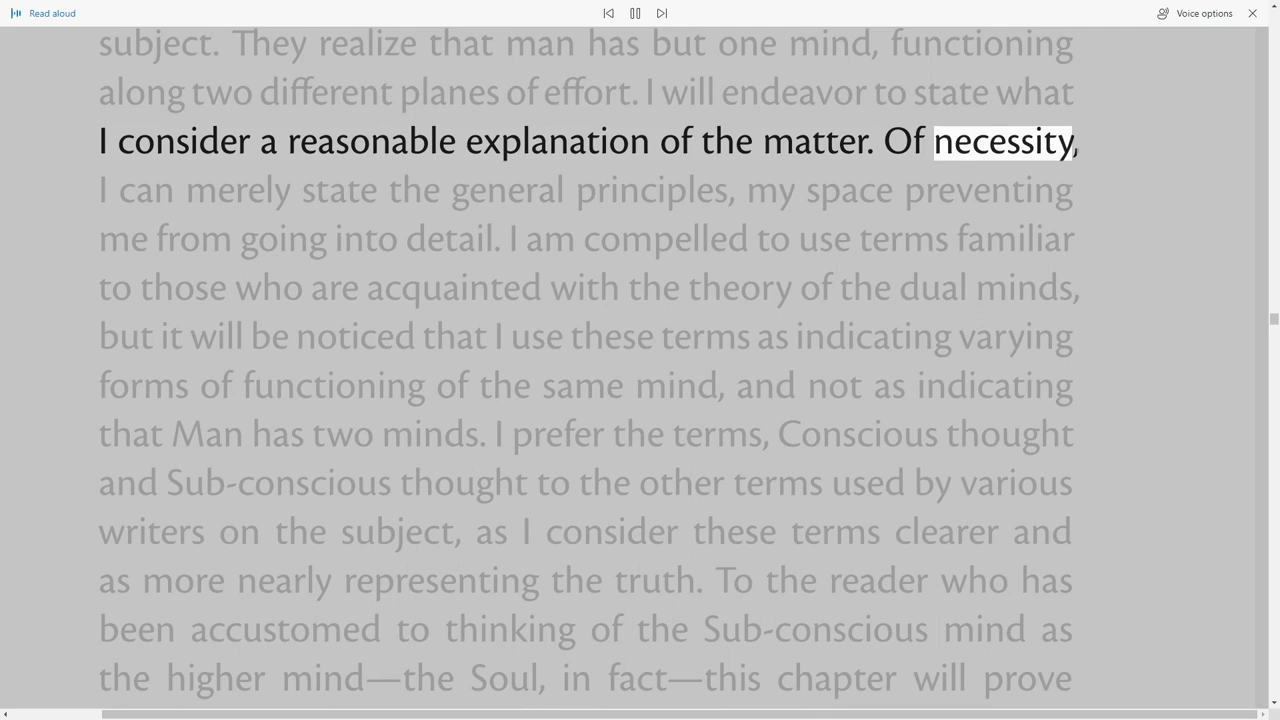 Read aloud
Voice options
subject. They realize that man has but one mind, functioning
along two different planes of effort. I will endeavor to state what
I consider a reasonable explanation of the matter. Of necessity,
I can merely state the general principles, my space preventing
me from going into detail. I am compelled to use terms familiar
to those who are acquainted with the theory of the dual minds,
but it will be noticed that I use these terms as indicating varying
forms of functioning of the same mind, and not as indicating
that Man has two minds. I prefer the terms, Conscious thought
and Sub-conscious thought to the other terms used by various
writers on the subject, as I consider these terms clearer and
as more nearly representing the truth. To the reader who has
been accustomed to thinking of the Sub-conscious mind as
the higher mind—the Soul, in fact—this chapter will prove